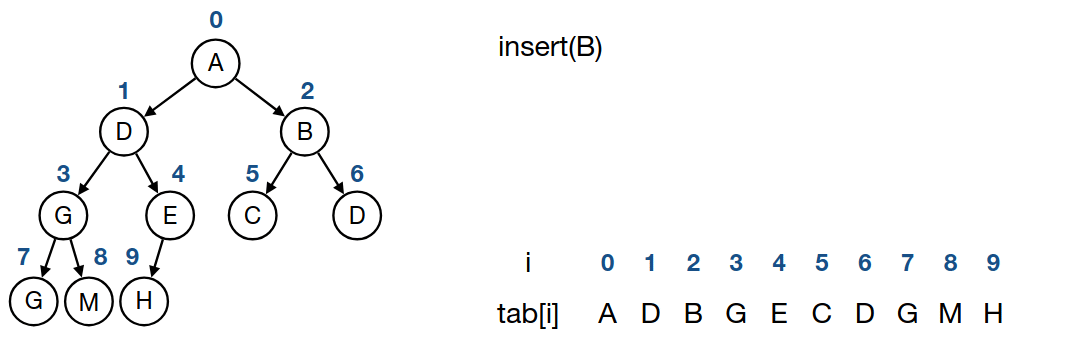 0
A
insert(B)
1 2
D B
3 4 5 6
G E C D
7 8 9
G M H
i 0 1 2 3 4 5 6 7 8 9
tab[i] A D B G E C D G M H